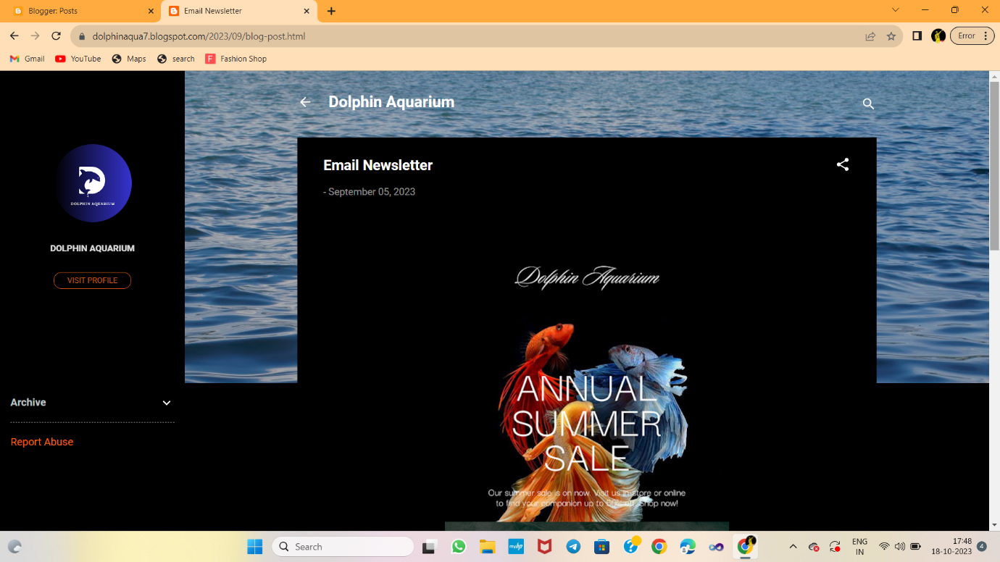 Blogger: Posts
Email Newsletter
dolphinaqua7.blogspot.com/2023/09/blog-post.html
Error
Gmail
YouTube
Maps
search
F
Fashion Shop
Dolphin Aquarium
DOLPHIN AQUARIUM
DOLPHIN AQUARIUM
VISIT PROFILE
Archive
Report Abuse
Email Newsletter
- September 05, 2023
Dolphin Aquarium
ANNUAL
SUMMER
SALE
Our summer sale is on now. Visit us in store or online
to find your companion up to off. Shop now!
Search
myhp
ENG
IN
17:48
18-10-2023
4